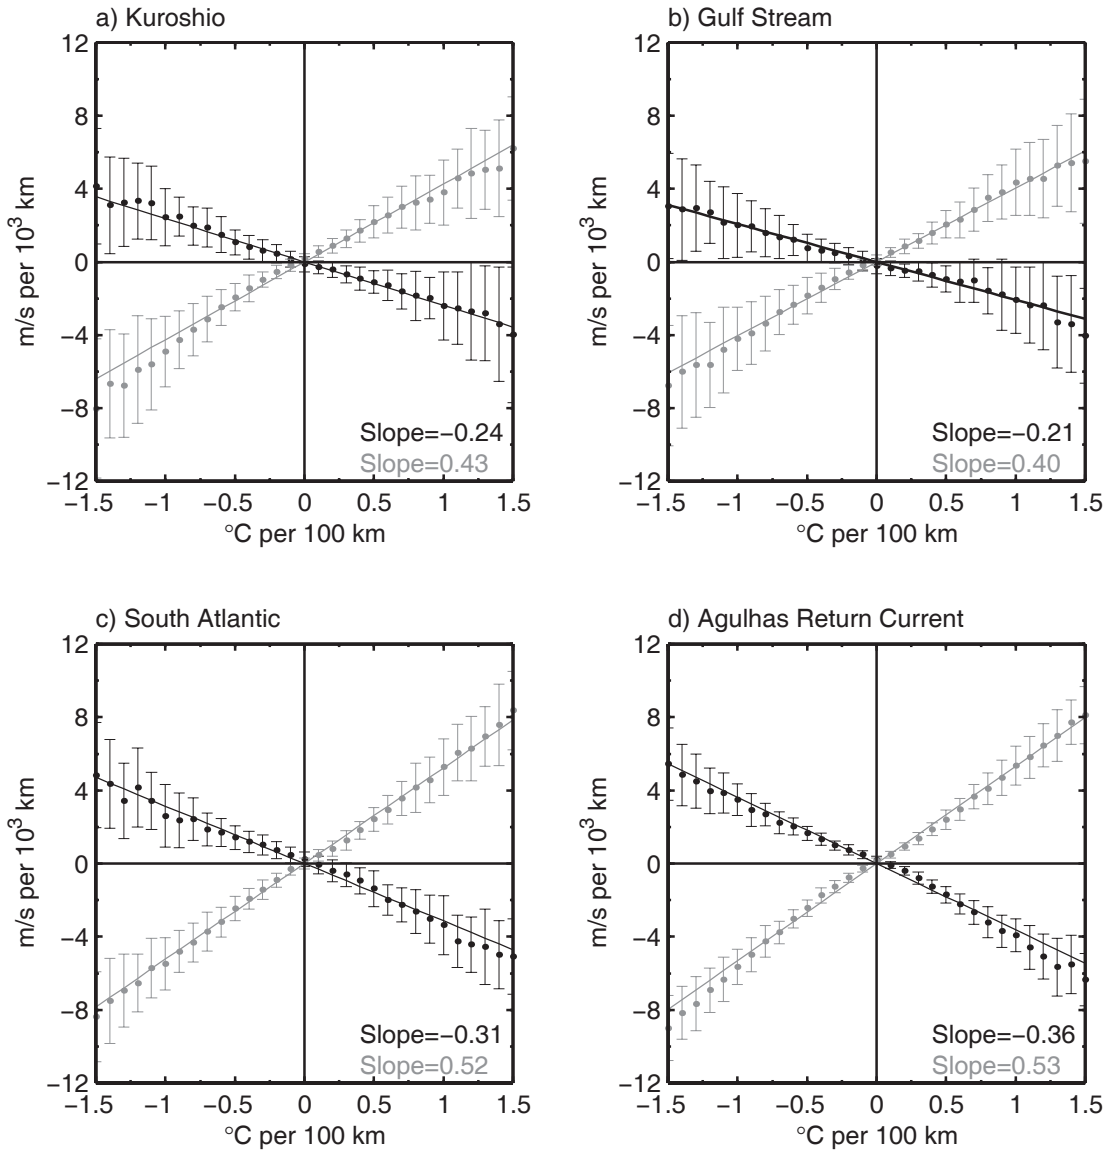 a) Kuroshio
12
8
4
0
−4
−8
−12
m/s per 10³ km
Slope=−0.24
Slope=0.43
−1.5 −1 −0.5 0 0.5 1 1.5
°C per 100 km
b) Gulf Stream
12
8
4
0
−4
−8
−12
m/s per 10³ km
Slope=−0.21
Slope=0.40
−1.5 −1 −0.5 0 0.5 1 1.5
°C per 100 km
c) South Atlantic
12
8
4
0
−4
−8
−12
m/s per 10³ km
Slope=−0.31
Slope=0.52
−1.5 −1 −0.5 0 0.5 1 1.5
°C per 100 km
d) Agulhas Return Current
12
8
4
0
−4
−8
−12
m/s per 10³ km
Slope=−0.36
Slope=0.53
−1.5 −1 −0.5 0 0.5 1 1.5
°C per 100 km